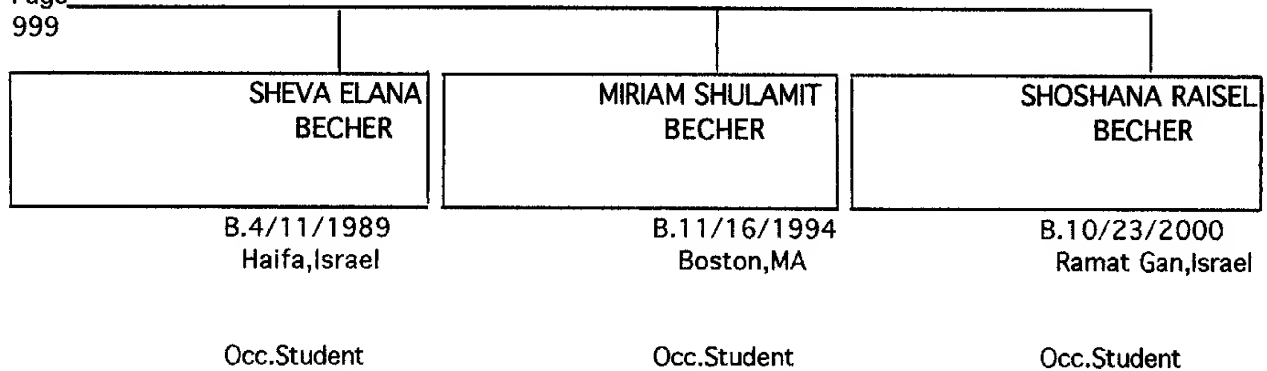 Page
999
SHEVA ELANA
BECHER
B.4/11/1989
Haifa,Israel
Occ.Student
MIRIAM SHULAMIT
BECHER
B.11/16/1994
Boston,MA
Occ.Student
SHOSHANA RAISEL
BECHER
B.10/23/2000
Ramat Gan,Israel
Occ.Student